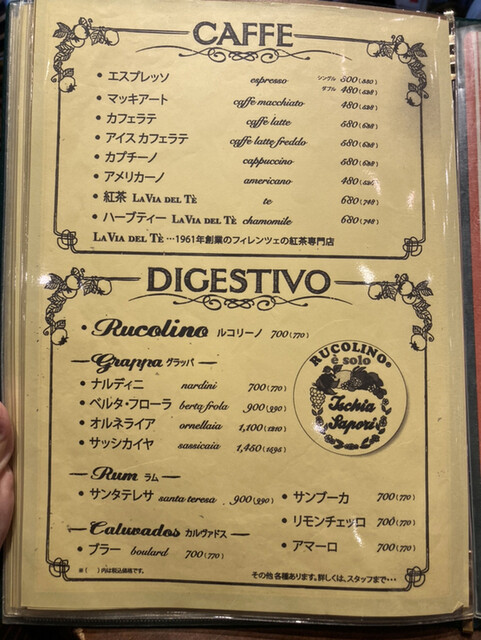 CAFFE
・エスプレッソ espresso シングル 300(330)
ダブル 480(528)
・マッキアート caffe macchiato 480(528)
・カフェラテ caffe latte 580(638)
・アイス カフェラテ caffe latte freddo 580(638)
・カプチーノ cappuccino 580(638)
・アメリカーノ americano 480(528)
・紅茶 LA VIA DEL TÈ te 680(748)
・ハーブティー LA VIA DEL TÈ chamomile 680(748)
LA VIA DEL TÈ …1961年創業のフィレンツェの紅茶専門店
DIGESTIVO
・Rucolino ルコリーノ 700(770)
Grappa グラッパ
・ナルディニ nardini 700(770)
・ベルタ・フローラ berta frola 900(990)
・オルネライア ornellaia 1,100(1210)
・サッシカイヤ sassicaia 1,450(1495)
RUCOLINO®
è solo
Ischia
Sapori
Rum ラム
・サンタテレサ santa teresa 900(990)
Caluvados カルヴァドス
・ブラー boulard 700(770)
・サンブーカ 700(770)
・リモンチェッロ 700(770)
・アマーロ 700(770)
※( )内は税込価格です。
その他 各種あります。詳しくは、スタッフまで・・・